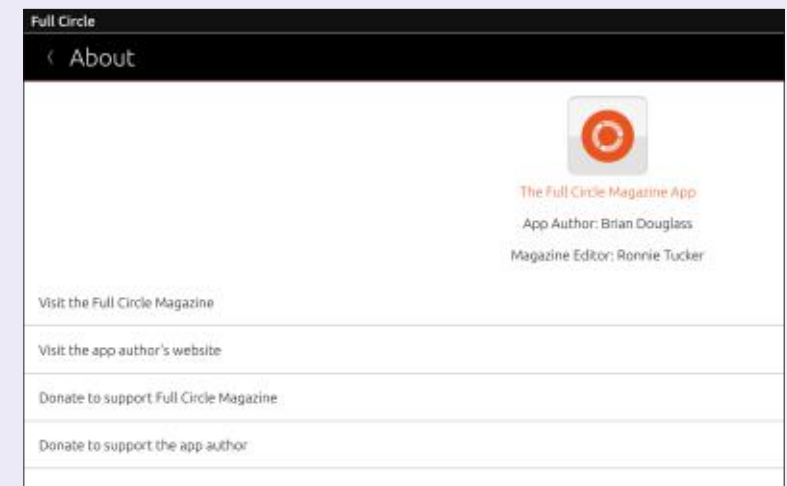 Full Circle
About
The Full Circle Magazine App
App Author: Brian Douglass
Magazine Editor: Ronnie Tucker
Visit the Full Circle Magazine
Visit the app author's website
Donate to support Full Circle Magazine
Donate to support the app author